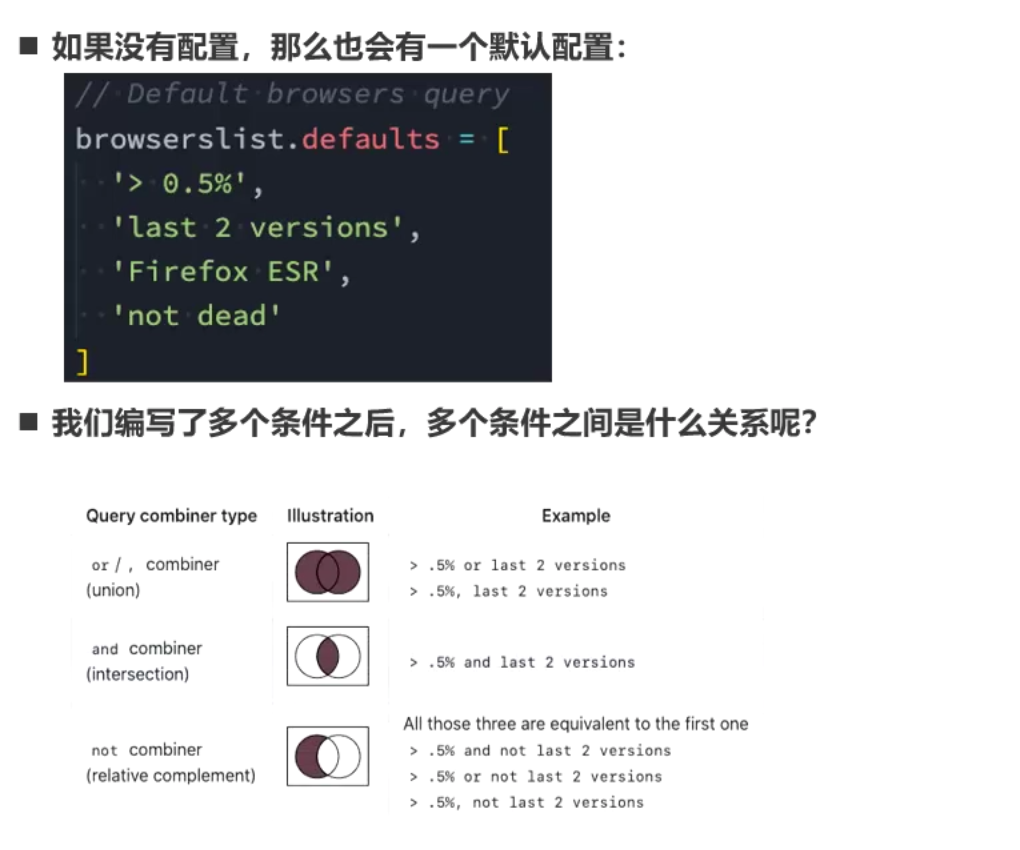 ■ 如果没有配置，那么也会有一个默认配置：
// Default browsers query
browserslist.defaults = [
'> 0.5%',
'last 2 versions',
'Firefox ESR',
'not dead'
]
■ 我们编写了多个条件之后，多个条件之间是什么关系呢？
Query combiner type Illustration Example
or / , combiner
(union)
> .5% or last 2 versions
> .5%, last 2 versions
and combiner
(intersection)
> .5% and last 2 versions
not combiner
(relative complement)
All those three are equivalent to the first one
> .5% and not last 2 versions
> .5% or not last 2 versions
> .5%, not last 2 versions